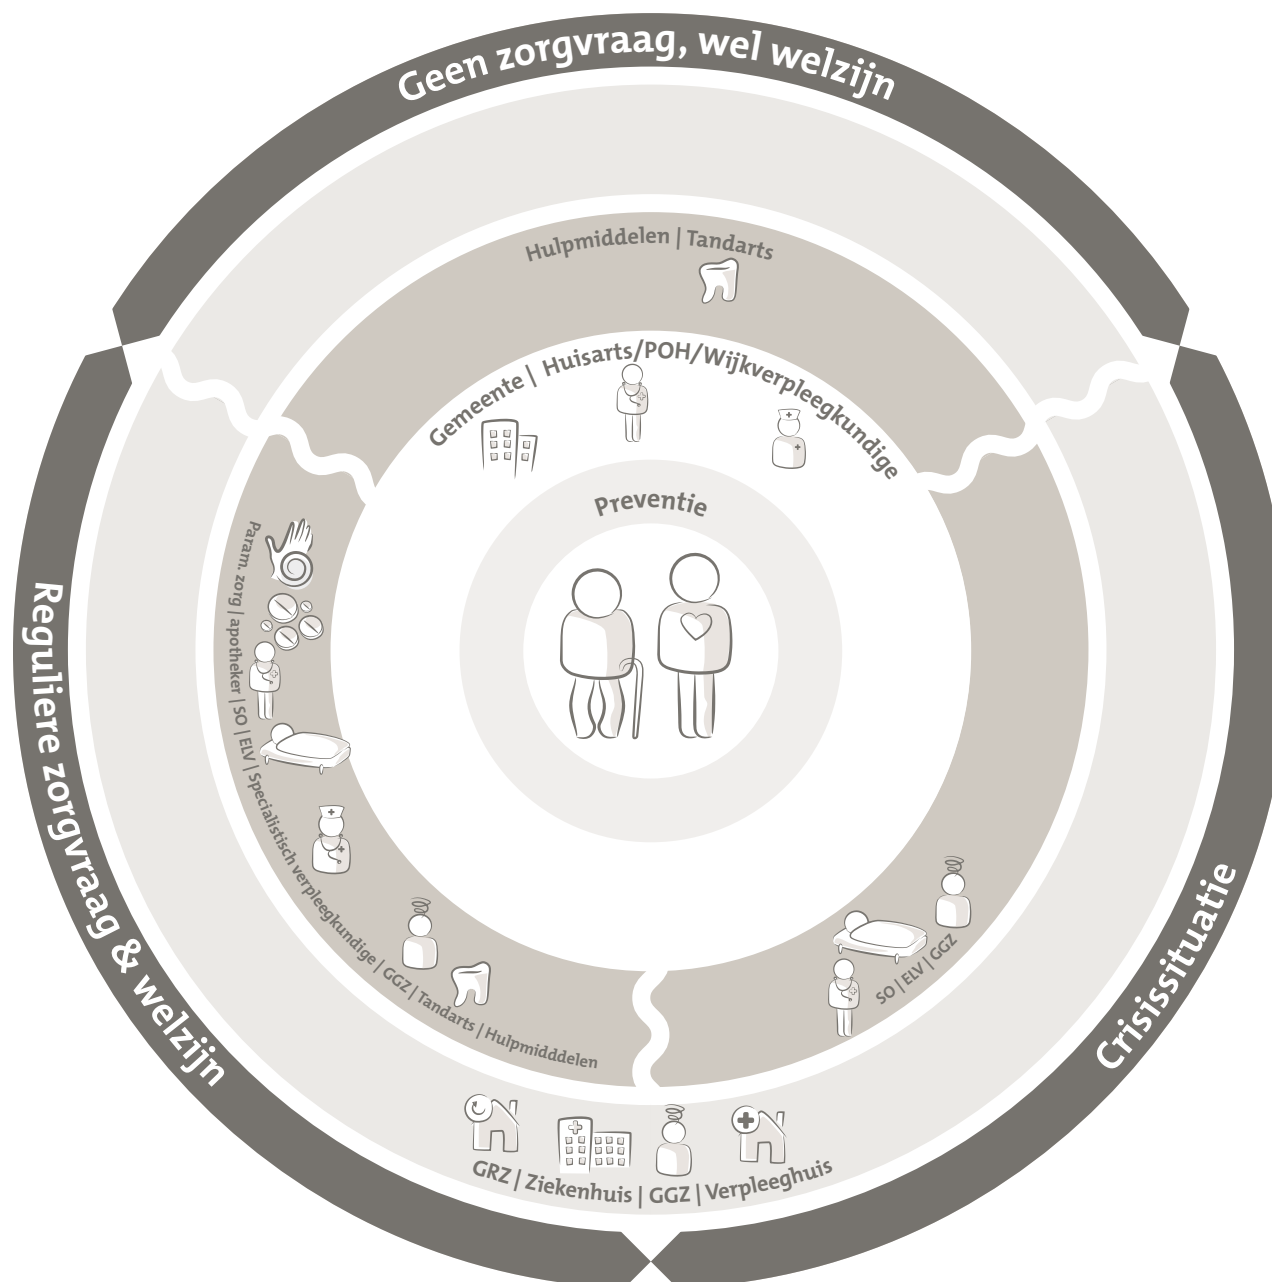 Geen zorgvraag, wel welzijn
Hulpmiddelen | Tandarts
Gemeente | Huisarts/POH/Wijkverpleegkundige
Preventie
Reguliere zorgvraag & welzijn
Param. zorg | apotheker | SO | ELV | Specialistisch verpleegkundige | GGZ | Tandarts | Hulpmidddelen
SO | ELV | GGZ
Crisissituatie
GRZ | Ziekenhuis | GGZ | Verpleeghuis